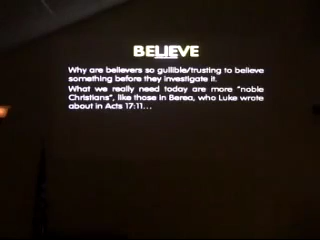 BELIEVE
Why are believers so gullible/trusting to believe
something before they investigate it.
What we really need today are more "noble
Christians", like those in Berea, who Luke wrote
about in Acts 17:11...